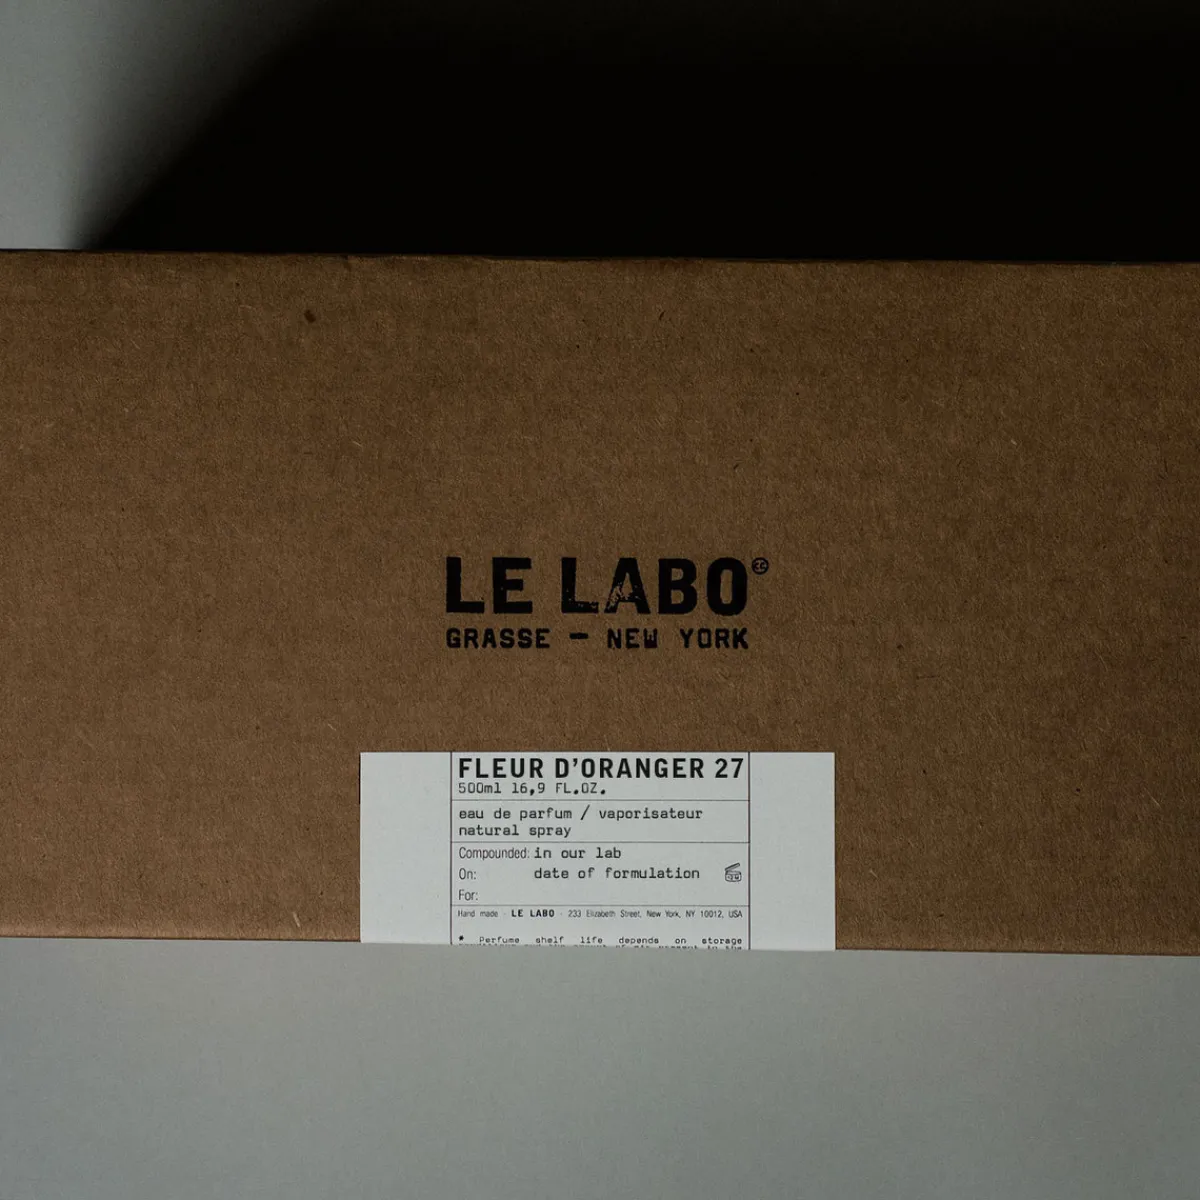 LE LABO
GRASSE — NEW YORK
FLEUR D'ORANGER 27
500ml 16,9 FL.OZ.
eau de parfum / vaporisateur
natural spray
Compounded: in our lab
On: date of formulation
For:
Hand made · LE LABO · 233 Elizabeth Street, New York, NY 10012, USA
* Perfume shelf life depends on storage